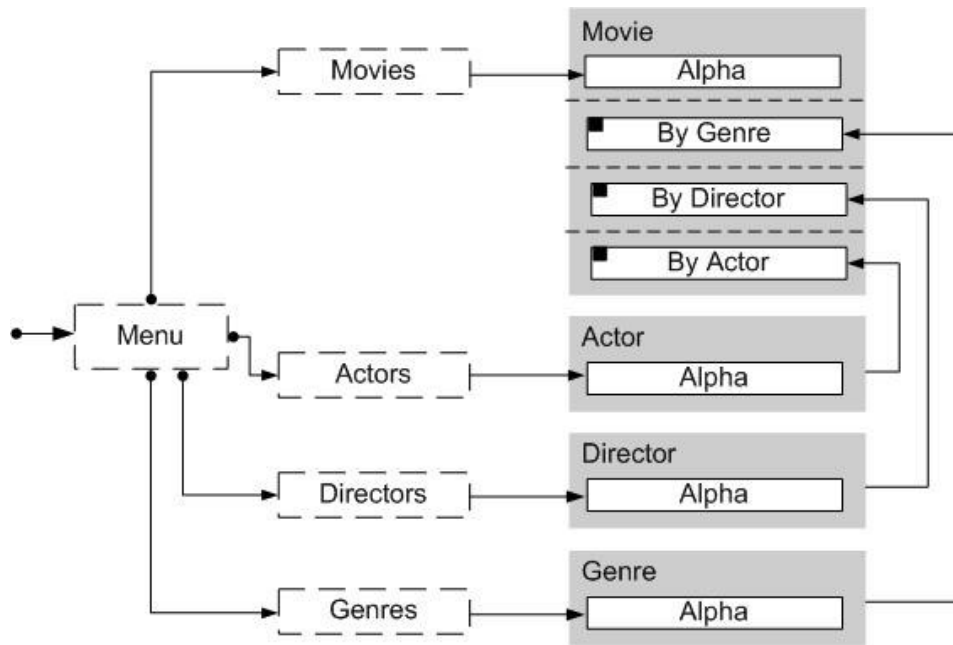 Movie
Movies
Alpha
By Genre
By Director
By Actor
Menu
Actor
Actors
Alpha
Director
Directors
Alpha
Genre
Genres
Alpha